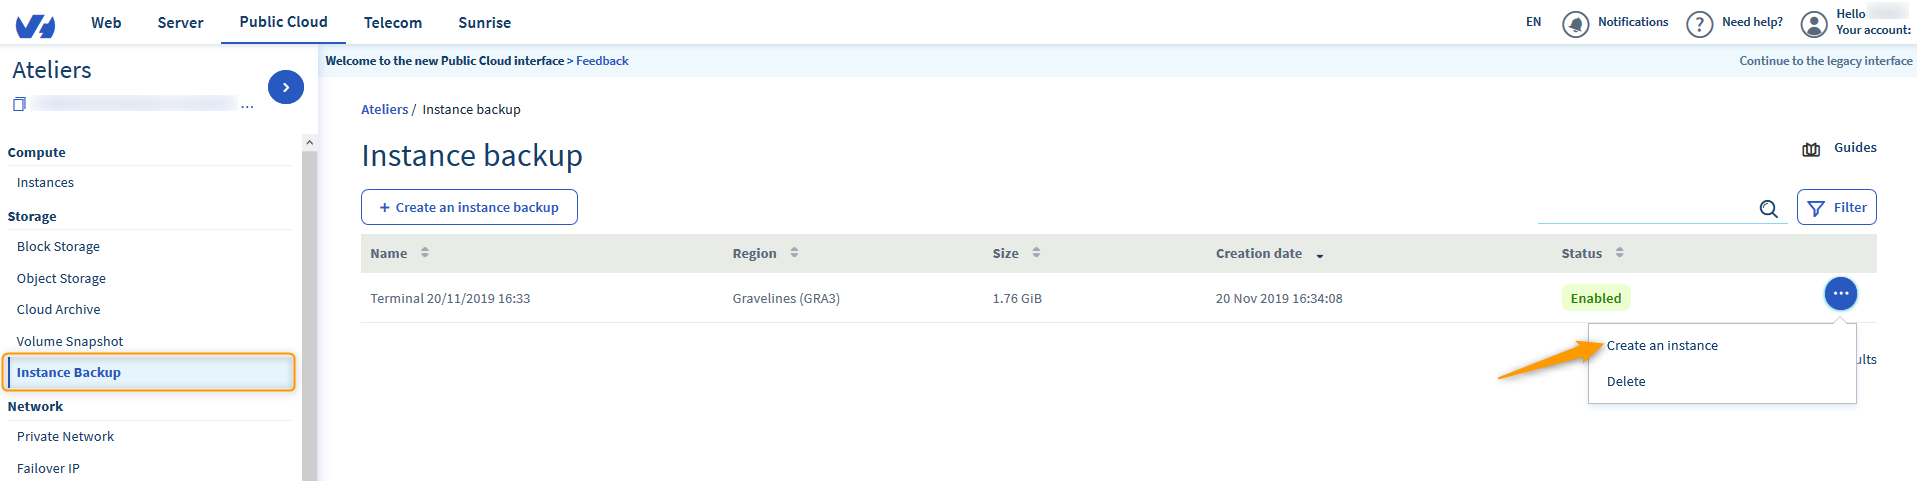 Web Server Public Cloud Telecom Sunrise EN Notifications Need help? Hello
Your account:
Welcome to the new Public Cloud interface > Feedback Continue to the legacy interface
Ateliers
...
Compute
Instances
Storage
Block Storage
Object Storage
Cloud Archive
Volume Snapshot
Instance Backup
Network
Private Network
Failover IP
Ateliers / Instance backup
Instance backup
Guides
+ Create an instance backup
Filter
Name Region Size Creation date Status
Terminal 20/11/2019 16:33 Gravelines (GRA3) 1.76 GiB 20 Nov 2019 16:34:08 Enabled ...
Create an instance
Delete